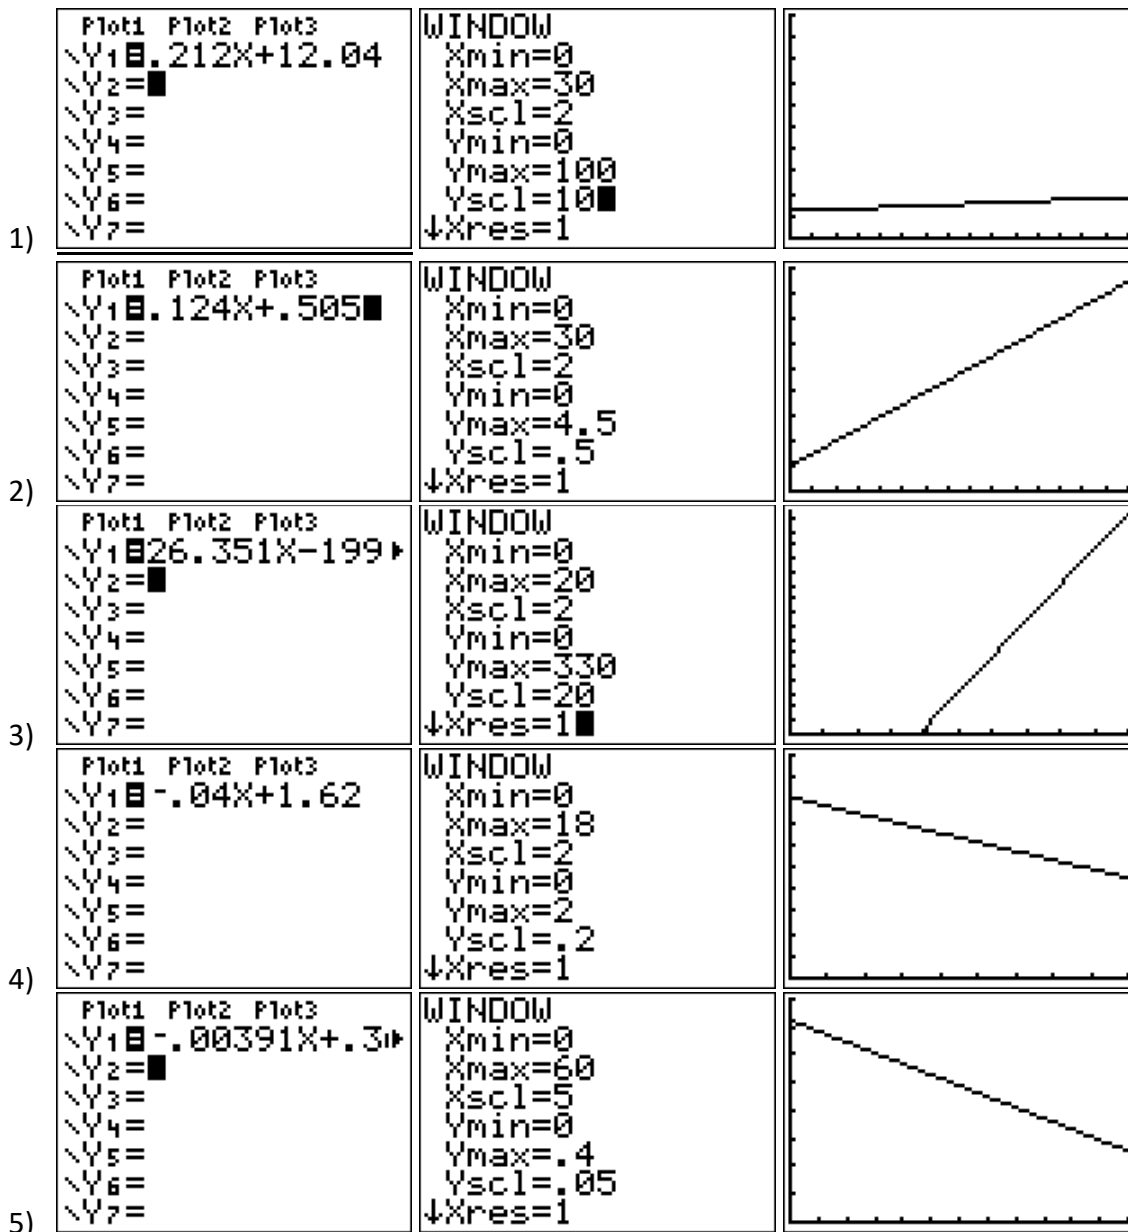 1)
Plot1 Plot2 Plot3
\Y1=.212X+12.04
\Y2=
\Y3=
\Y4=
\Y5=
\Y6=
\Y7=
WINDOW
Xmin=0
Xmax=30
Xscl=2
Ymin=0
Ymax=100
Yscl=10
↓Xres=1
2)
Plot1 Plot2 Plot3
\Y1=.124X+.505
\Y2=
\Y3=
\Y4=
\Y5=
\Y6=
\Y7=
WINDOW
Xmin=0
Xmax=30
Xscl=2
Ymin=0
Ymax=4.5
Yscl=.5
↓Xres=1
3)
Plot1 Plot2 Plot3
\Y1=26.351X-199
\Y2=
\Y3=
\Y4=
\Y5=
\Y6=
\Y7=
WINDOW
Xmin=0
Xmax=20
Xscl=2
Ymin=0
Ymax=330
Yscl=20
↓Xres=1
4)
Plot1 Plot2 Plot3
\Y1=-.04X+1.62
\Y2=
\Y3=
\Y4=
\Y5=
\Y6=
\Y7=
WINDOW
Xmin=0
Xmax=18
Xscl=2
Ymin=0
Ymax=2
Yscl=.2
↓Xres=1
5)
Plot1 Plot2 Plot3
\Y1=-.00391X+.3
\Y2=
\Y3=
\Y4=
\Y5=
\Y6=
\Y7=
WINDOW
Xmin=0
Xmax=60
Xscl=5
Ymin=0
Ymax=.4
Yscl=.05
↓Xres=1